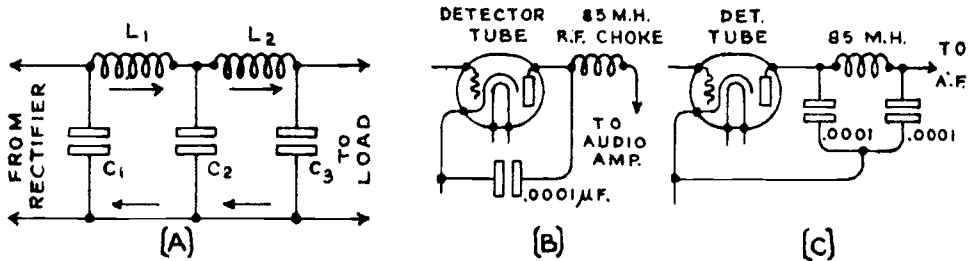 L1
L2
FROM
RECTIFIER
C1
C2
C3
TO
LOAD
(A)
DETECTOR
TUBE
85 M.H.
R.F. CHOKE
TO
AUDIO
AMP.
.0001µF.
(B)
DET.
TUBE
85 M.H.
TO
A.F.
.0001
.0001
(C)